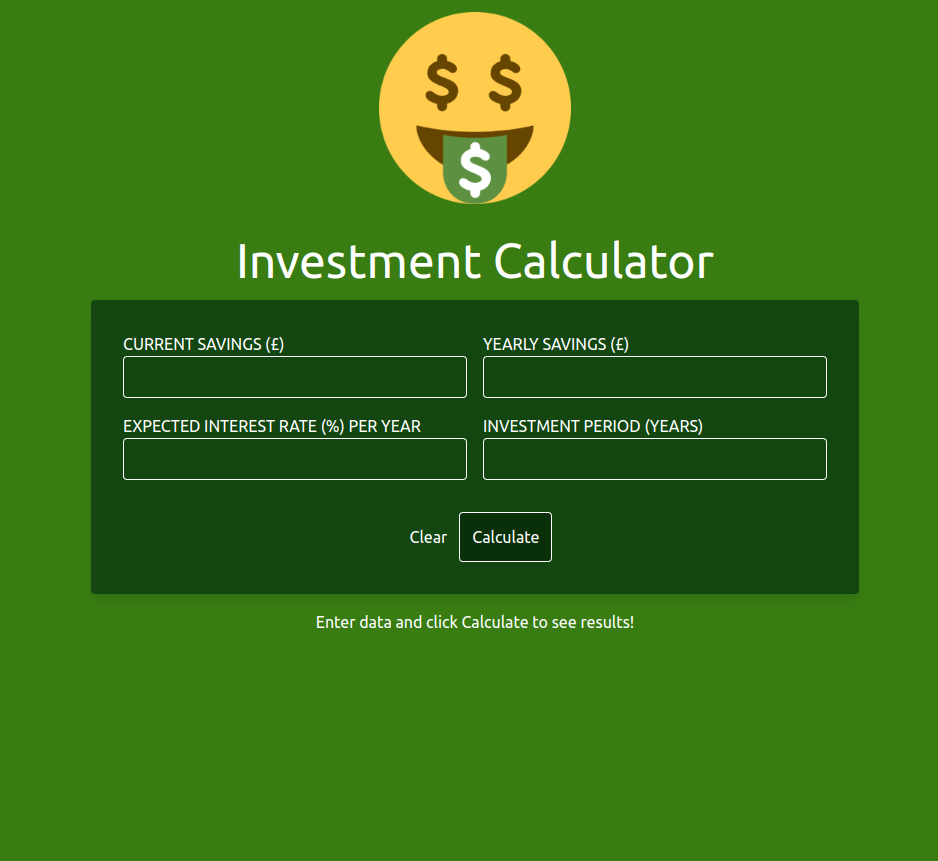 $ $
$
Investment Calculator
CURRENT SAVINGS (£) YEARLY SAVINGS (£)
EXPECTED INTEREST RATE (%) PER YEAR INVESTMENT PERIOD (YEARS)
Clear Calculate
Enter data and click Calculate to see results!